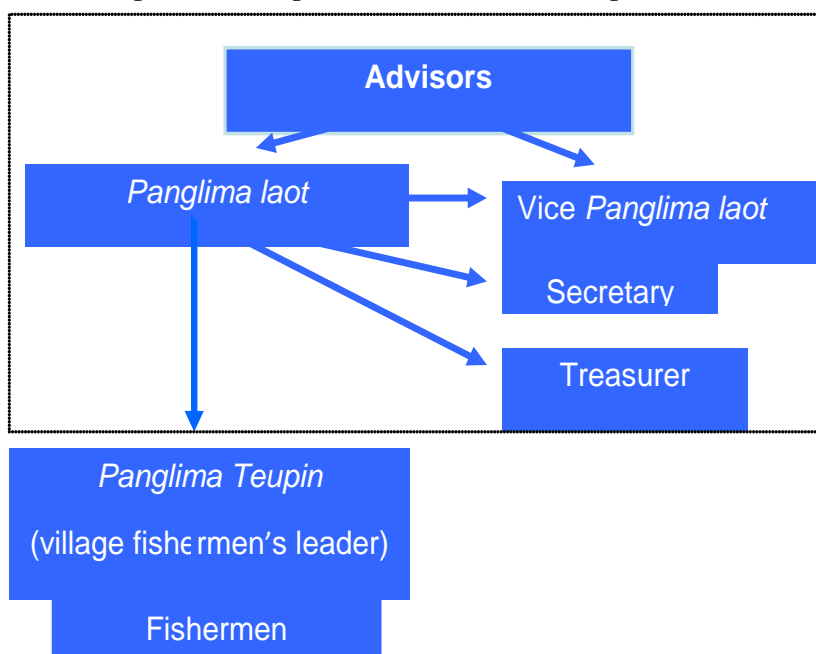 Advisors
Panglima laot
Vice Panglima laot
Secretary
Treasurer
Panglima Teupin
(village fishermen's leader)
Fishermen